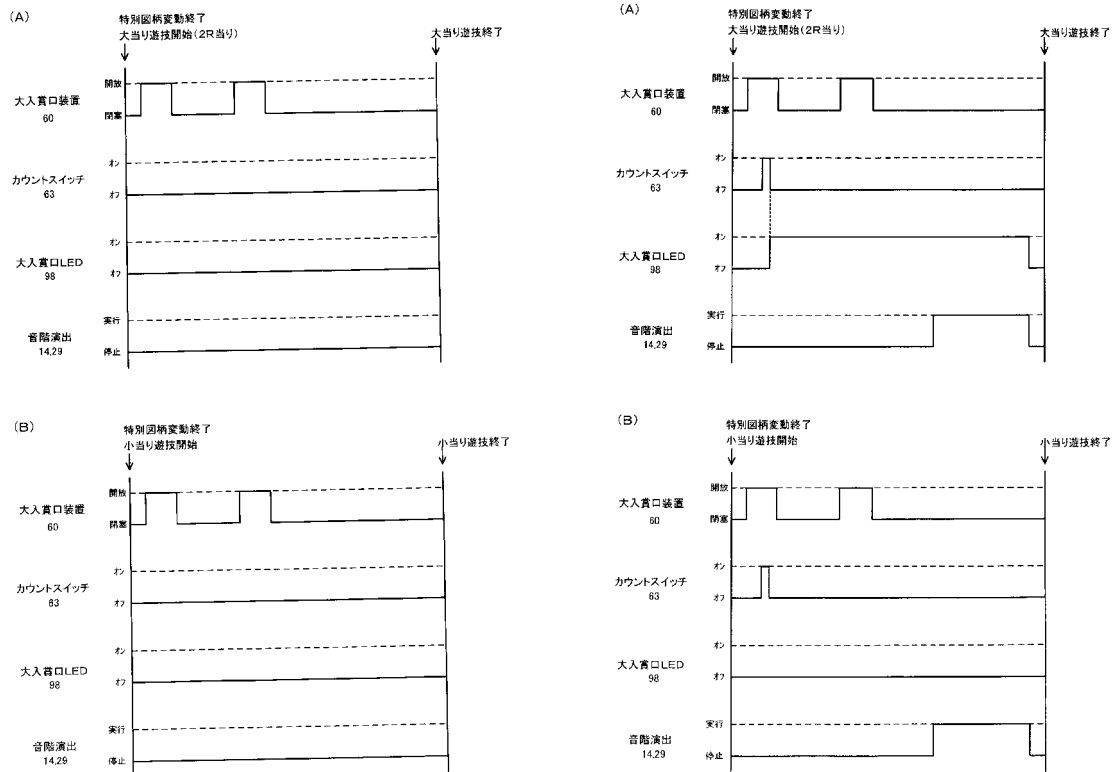 (A)
特別図柄変動終了
大当り遊技開始(2R当り)
大当り遊技終了
大入賞口装置
60
開放
閉塞
カウントスイッチ
63
オン
オフ
大入賞口LED
98
オン
オフ
音階演出
14,29
実行
停止
(B)
特別図柄変動終了
小当り遊技開始
小当り遊技終了
大入賞口装置
60
開放
閉塞
カウントスイッチ
63
オン
オフ
大入賞口LED
98
オン
オフ
音階演出
14,29
実行
停止
(A)
特別図柄変動終了
大当り遊技開始(2R当り)
大当り遊技終了
大入賞口装置
60
開放
閉塞
カウントスイッチ
63
オン
オフ
大入賞口LED
98
オン
オフ
音階演出
14,29
実行
停止
(B)
特別図柄変動終了
小当り遊技開始
小当り遊技終了
大入賞口装置
60
開放
閉塞
カウントスイッチ
63
オン
オフ
大入賞口LED
98
オン
オフ
音階演出
14,29
実行
停止